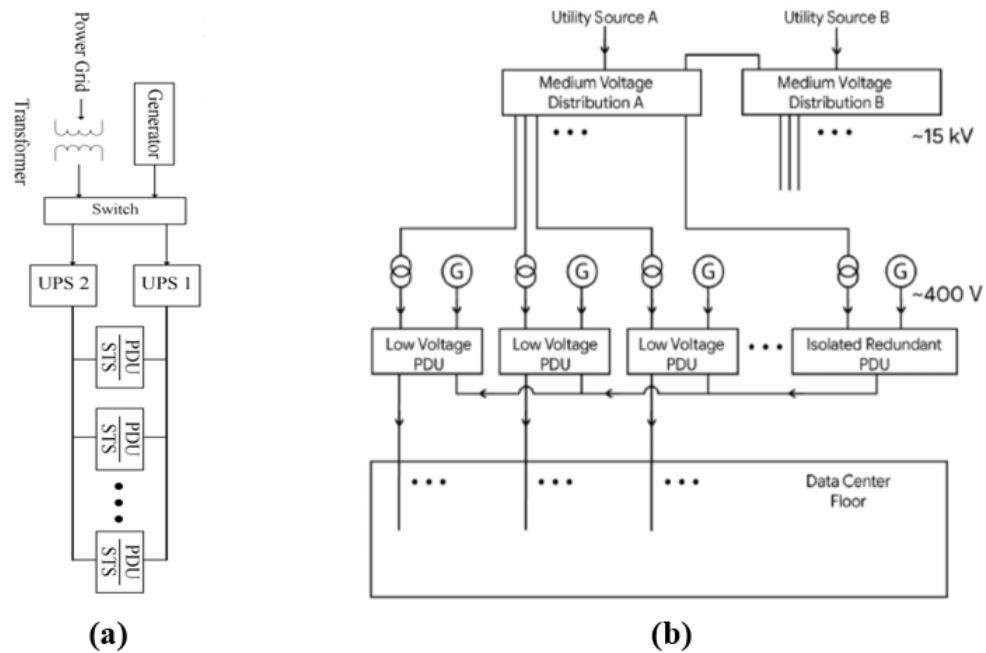 Power Grid
Transformer
Generator
Switch
UPS 2
UPS 1
PDU
STS
PDU
STS
PDU
STS
(a)
Utility Source A
Utility Source B
Medium Voltage
Distribution A
Medium Voltage
Distribution B
~15 kV
G
G
G
G
~400 V
Low Voltage
PDU
Low Voltage
PDU
Low Voltage
PDU
Isolated Redundant
PDU
Data Center
Floor
(b)